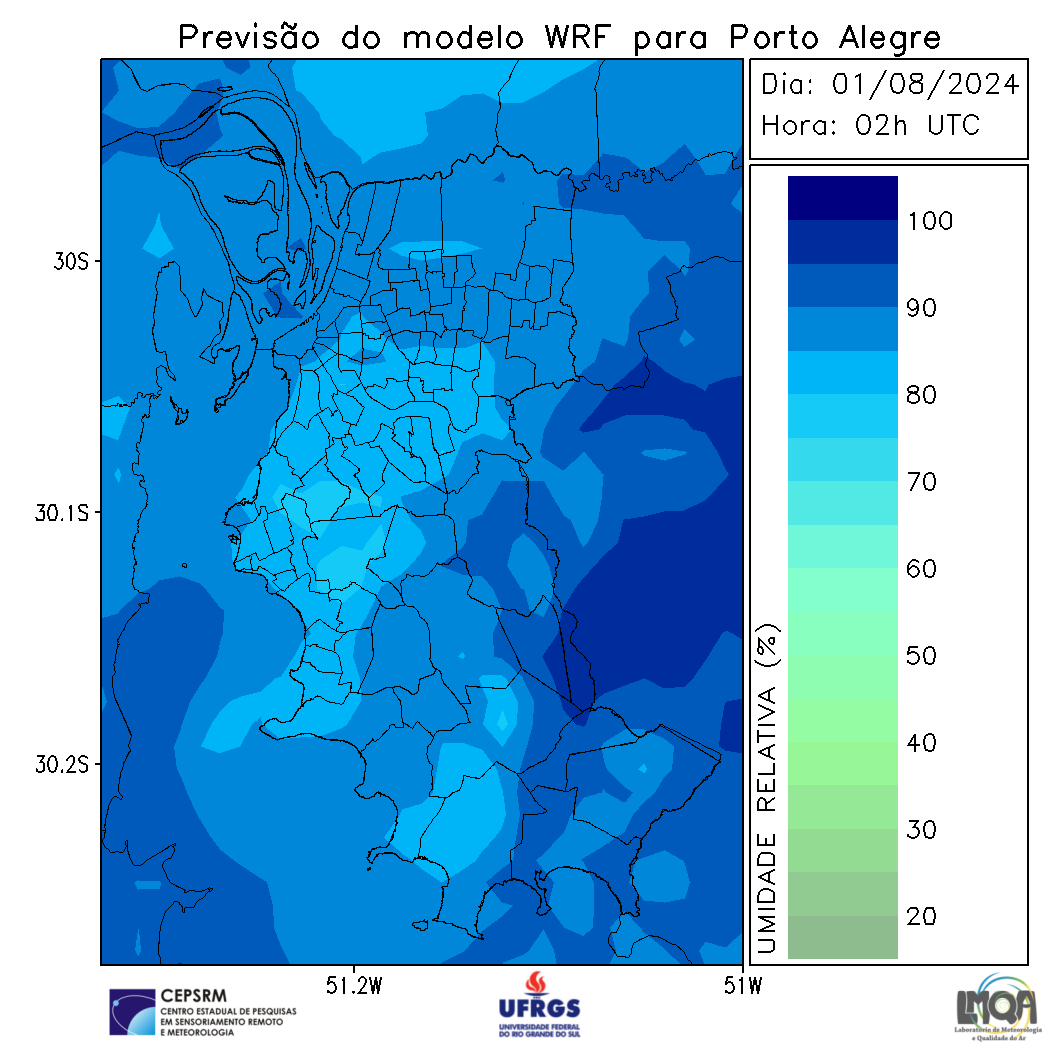 Previsão do modelo WRF para Porto Alegre
Dia: 01/08/2024
Hora: 02h UTC
100
90
80
70
60
50
40
30
20
UMIDADE RELATIVA (%)
30S
30.1S
30.2S
51.2W
51W
CEPSRM
CENTRO ESTADUAL DE PESQUISAS
EM SENSORIAMENTO REMOTO
E METEOROLOGIA
UFRGS
UNIVERSIDADE FEDERAL
DO RIO GRANDE DO SUL
LMQA
Laboratório de Meteorologia
e Qualidade do Ar